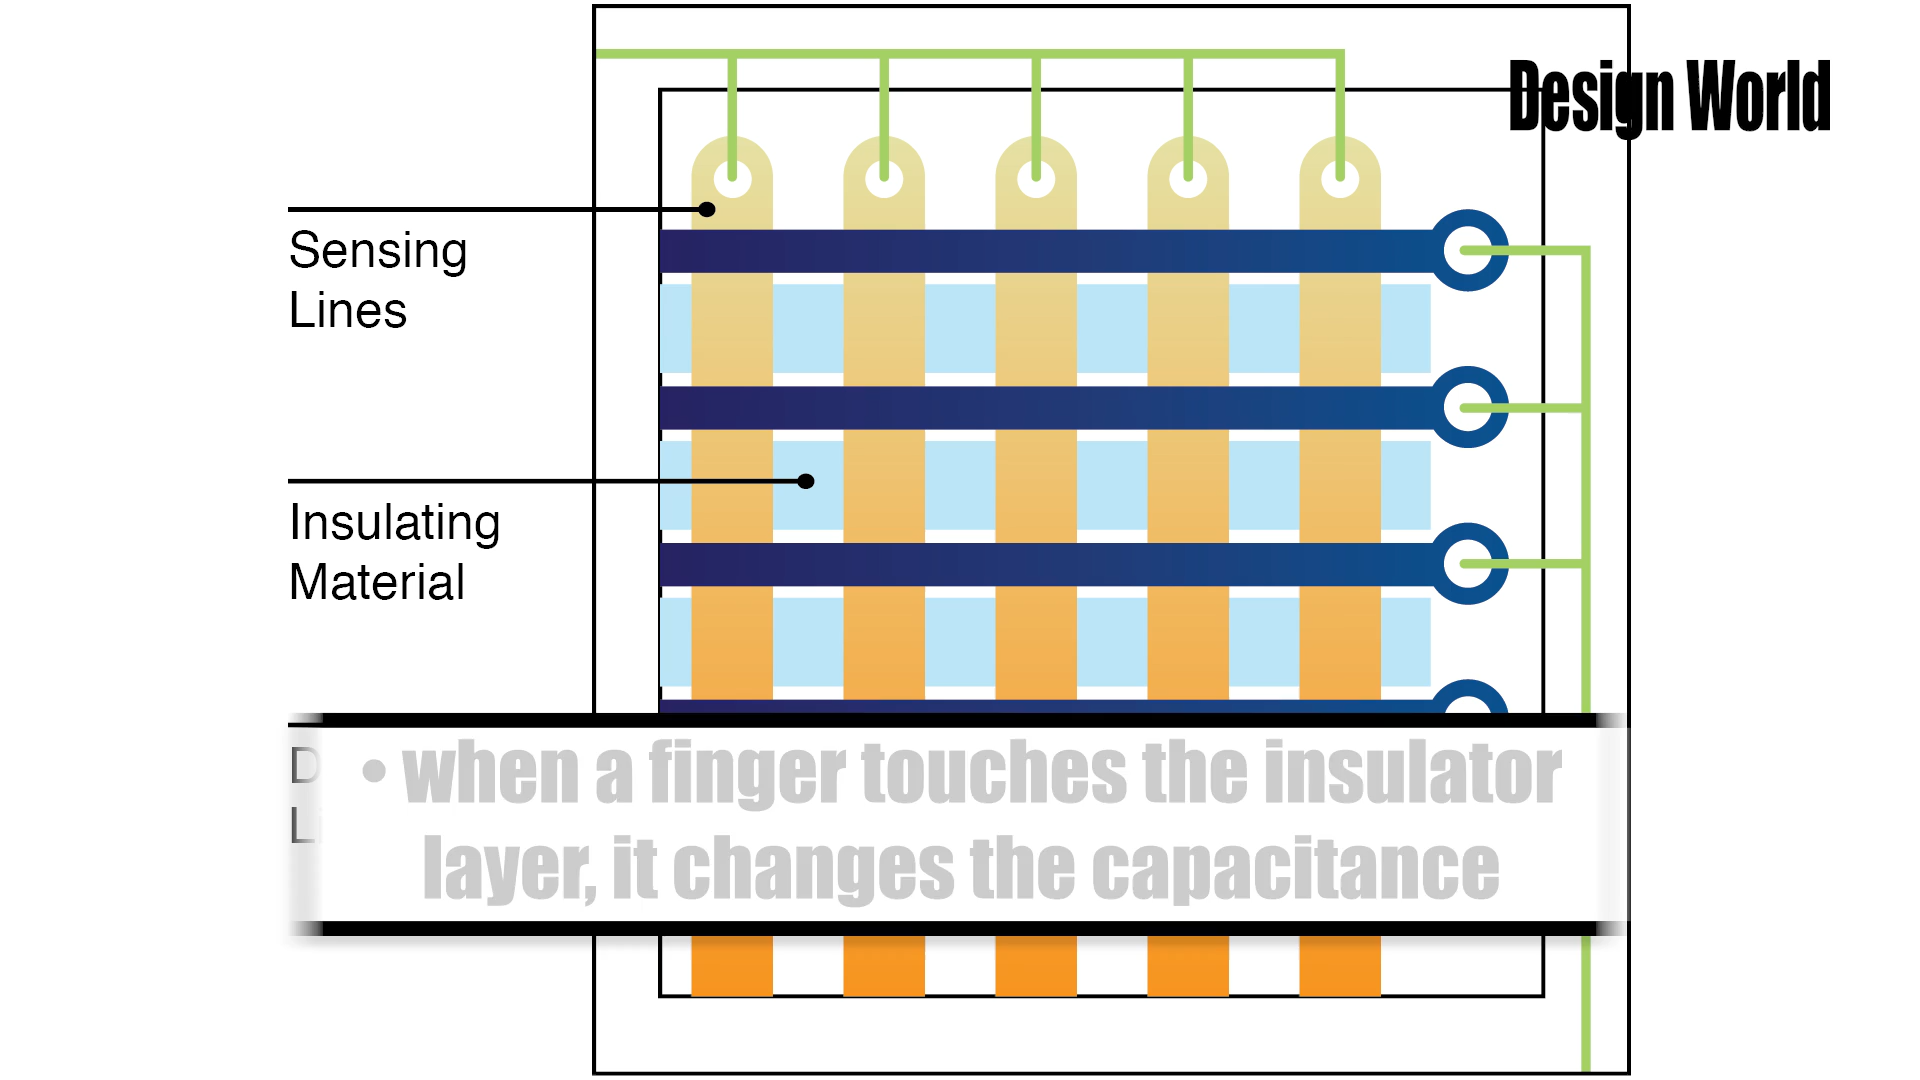 Design World
Sensing
Lines
Insulating
Material
• when a finger touches the insulator
layer, it changes the capacitance